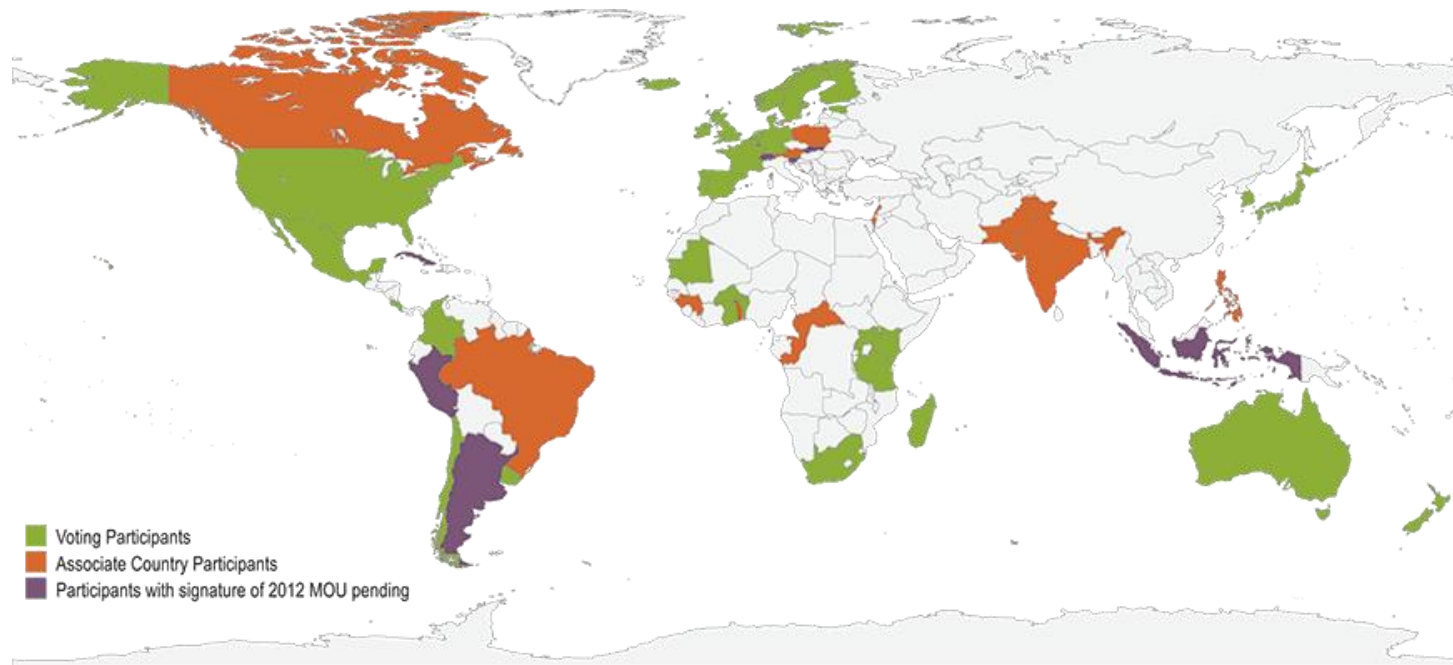 Voting Participants
Associate Country Participants
Participants with signature of 2012 MOU pending